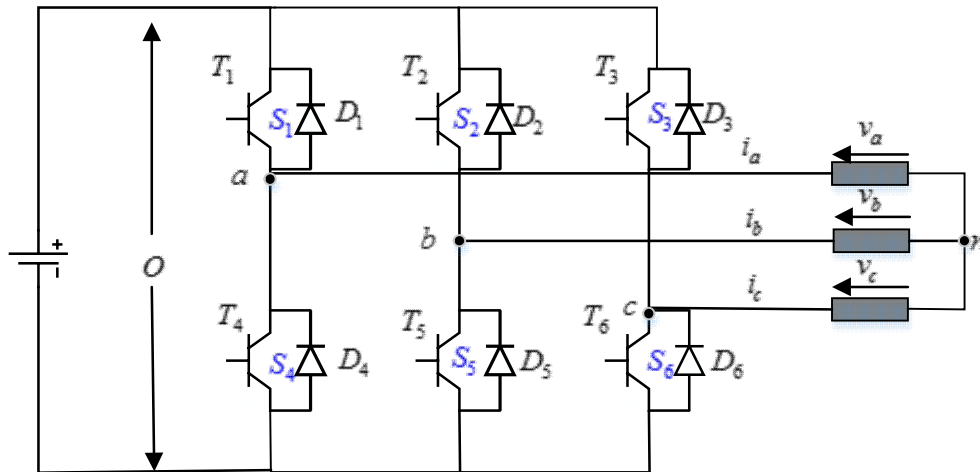 T1 S1 D1
T2 S2 D2
T3 S3 D3
ia va
a
ib vb
b
n
+
-
O
ic vc
c
T4 S4 D4
T5 S5 D5
T6 S6 D6